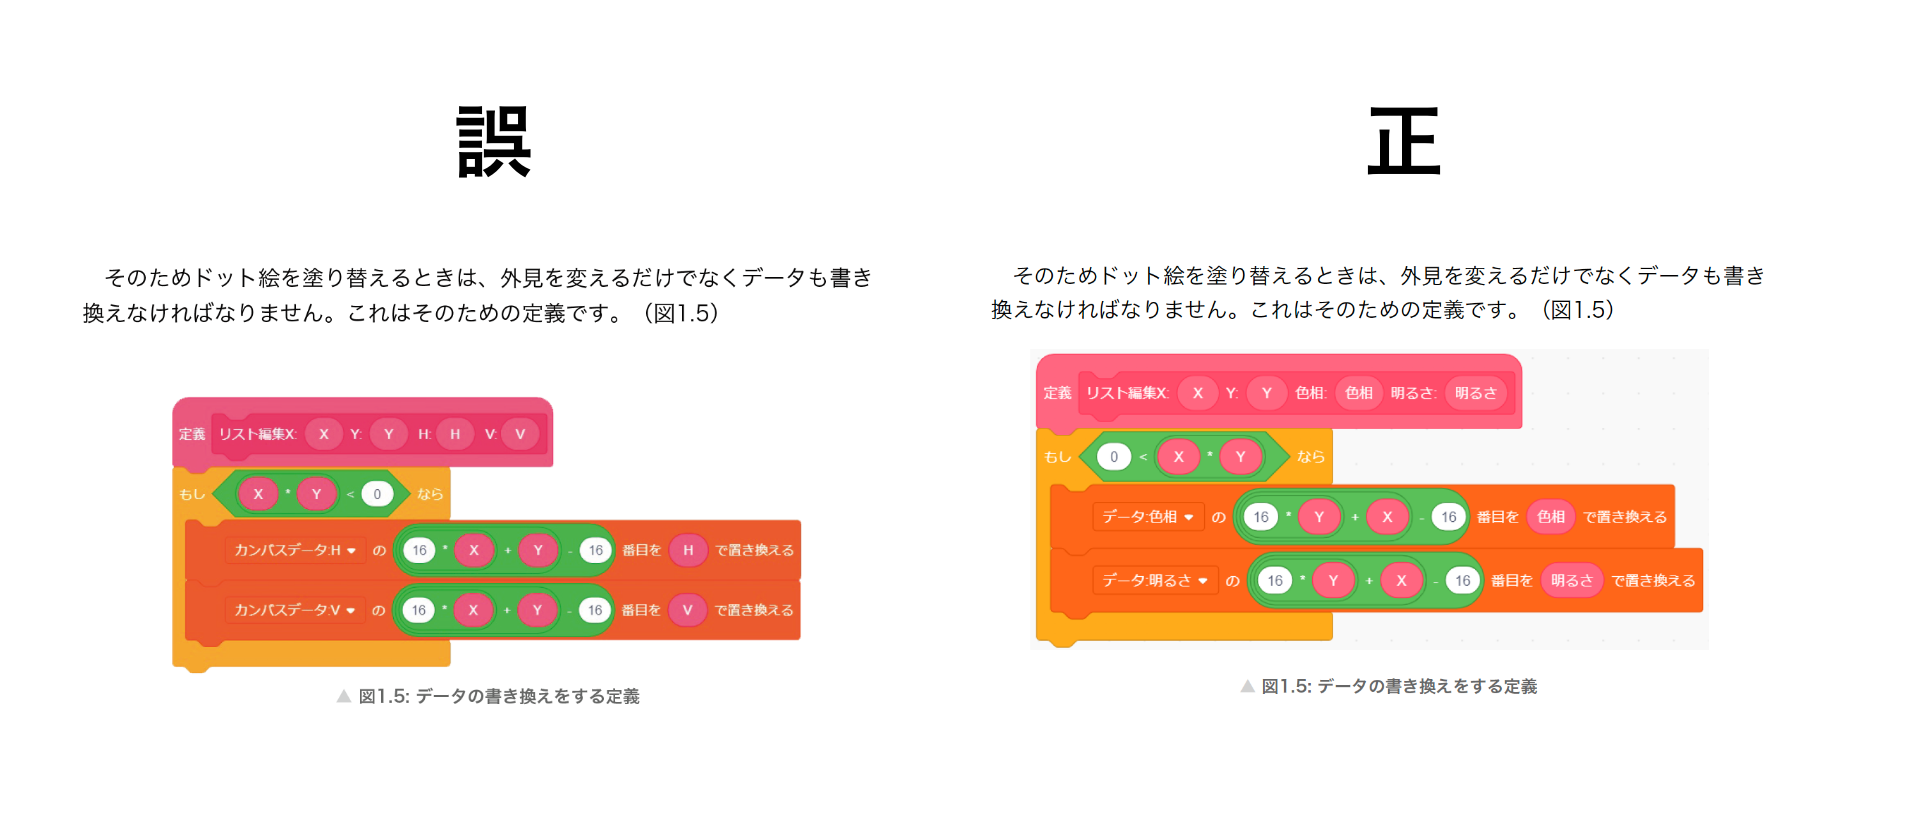 誤
そのためドット絵を塗り替えるときは、外見を変えるだけでなくデータも書き
換えなければなりません。これはそのための定義です。（図1.5）
定義 リスト編集X: X Y: Y H: H V: V
もし X * Y < 0 なら
カンバスデータ:H の 16 * X + Y - 16 番目を H で置き換える
カンバスデータ:V の 16 * X + Y - 16 番目を V で置き換える
▲ 図1.5: データの書き換えをする定義
正
そのためドット絵を塗り替えるときは、外見を変えるだけでなくデータも書き
換えなければなりません。これはそのための定義です。（図1.5）
定義 リスト編集X: X Y: Y 色相: 色相 明るさ: 明るさ
もし 0 < X * Y なら
データ:色相 の 16 * Y + X - 16 番目を 色相 で置き換える
データ:明るさ の 16 * Y + X - 16 番目を 明るさ で置き換える
▲ 図1.5: データの書き換えをする定義